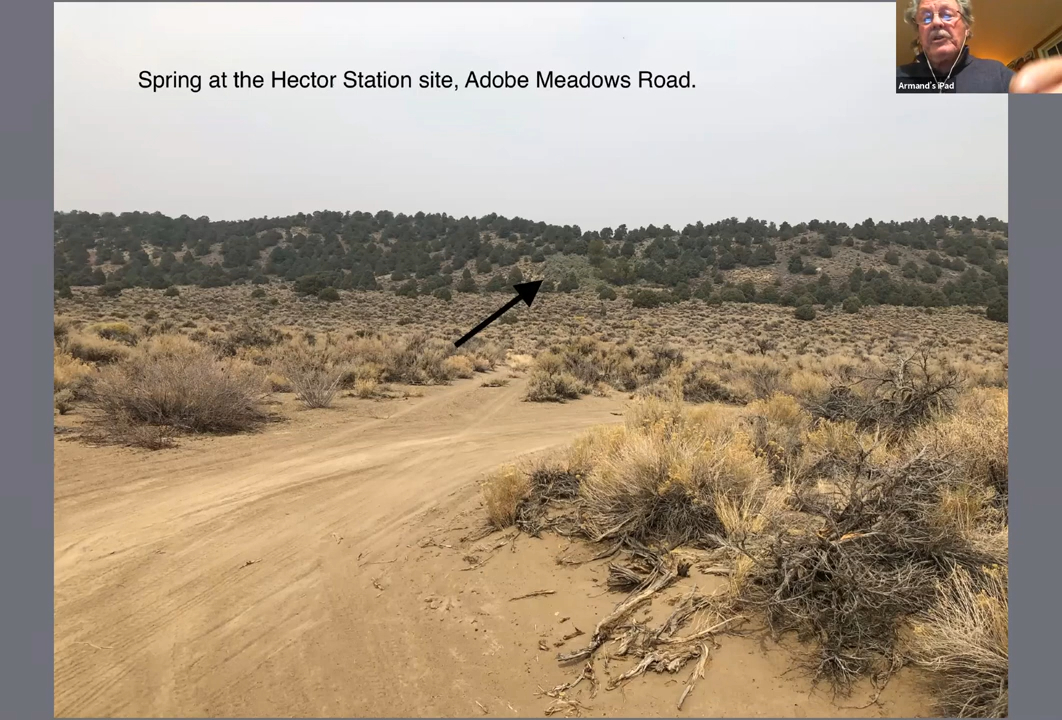 Spring at the Hector Station site, Adobe Meadows Road.
Armand's iPad